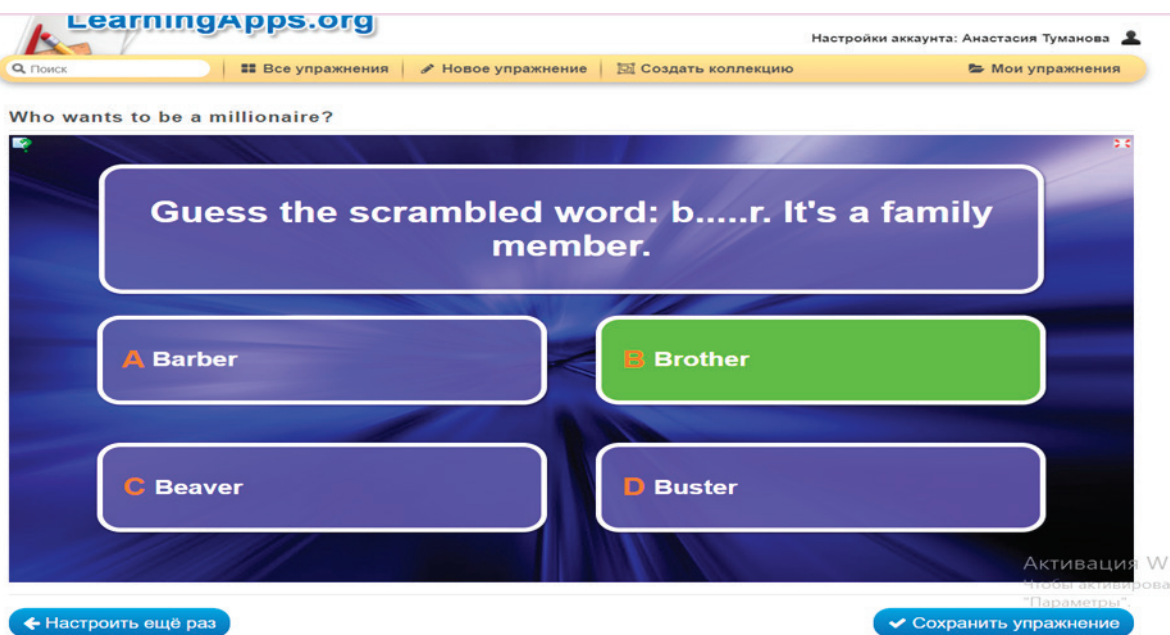 LearningApps.org
Настройки аккаунта: Анастасия Туманова
Поиск
Все упражнения
Новое упражнение
Создать коллекцию
Мои упражнения
Who wants to be a millionaire?
Guess the scrambled word: b.....r. It's a family
member.
A Barber
B Brother
C Beaver
D Buster
Активация W
Чтобы активирова
"Параметры".
Настроить ещё раз
Сохранить упражнение